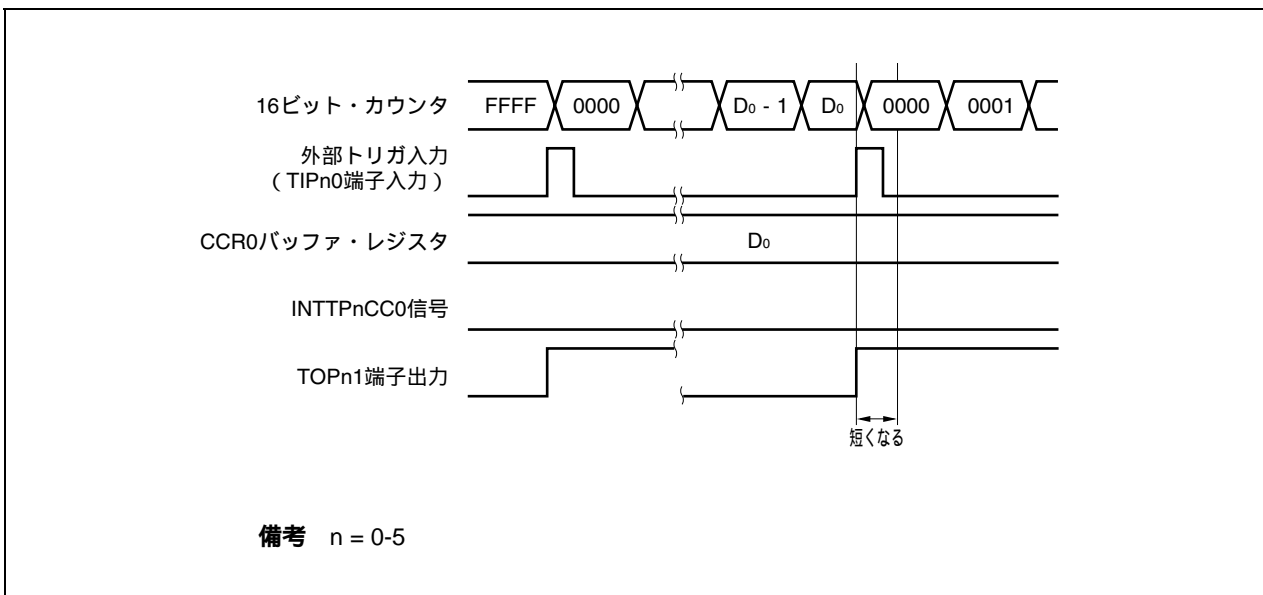 16ビット・カウンタ FFFF 0000 D0 - 1 D0 0000 0001
外部トリガ入力
（TIPn0端子入力）
CCR0バッファ・レジスタ D0
INTTPnCC0信号
TOPn1端子出力
短くなる
備考 n = 0-5